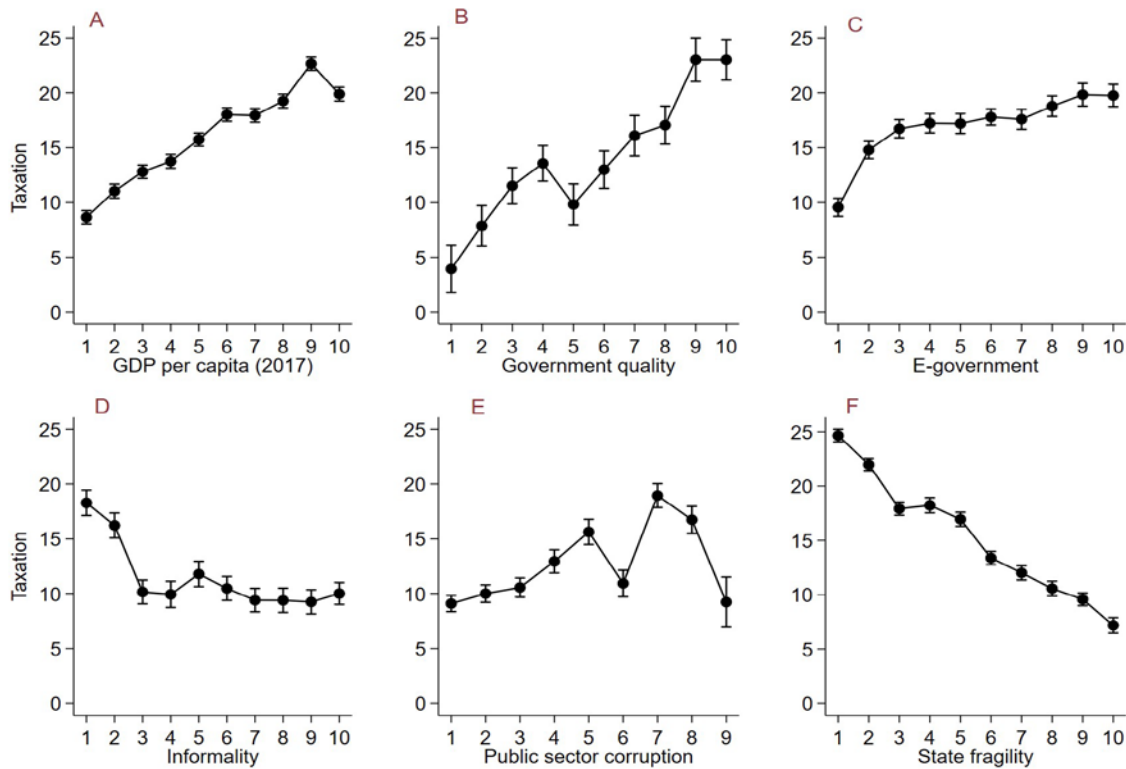 A
B
C
Taxation
25
20
15
10
5
0
1 2 3 4 5 6 7 8 9 10
GDP per capita (2017)
25
20
15
10
5
0
1 2 3 4 5 6 7 8 9 10
Government quality
25
20
15
10
5
0
1 2 3 4 5 6 7 8 9 10
E-government
D
E
F
Taxation
25
20
15
10
5
0
1 2 3 4 5 6 7 8 9 10
Informality
25
20
15
10
5
0
1 2 3 4 5 6 7 8 9
Public sector corruption
25
20
15
10
5
0
1 2 3 4 5 6 7 8 9 10
State fragility